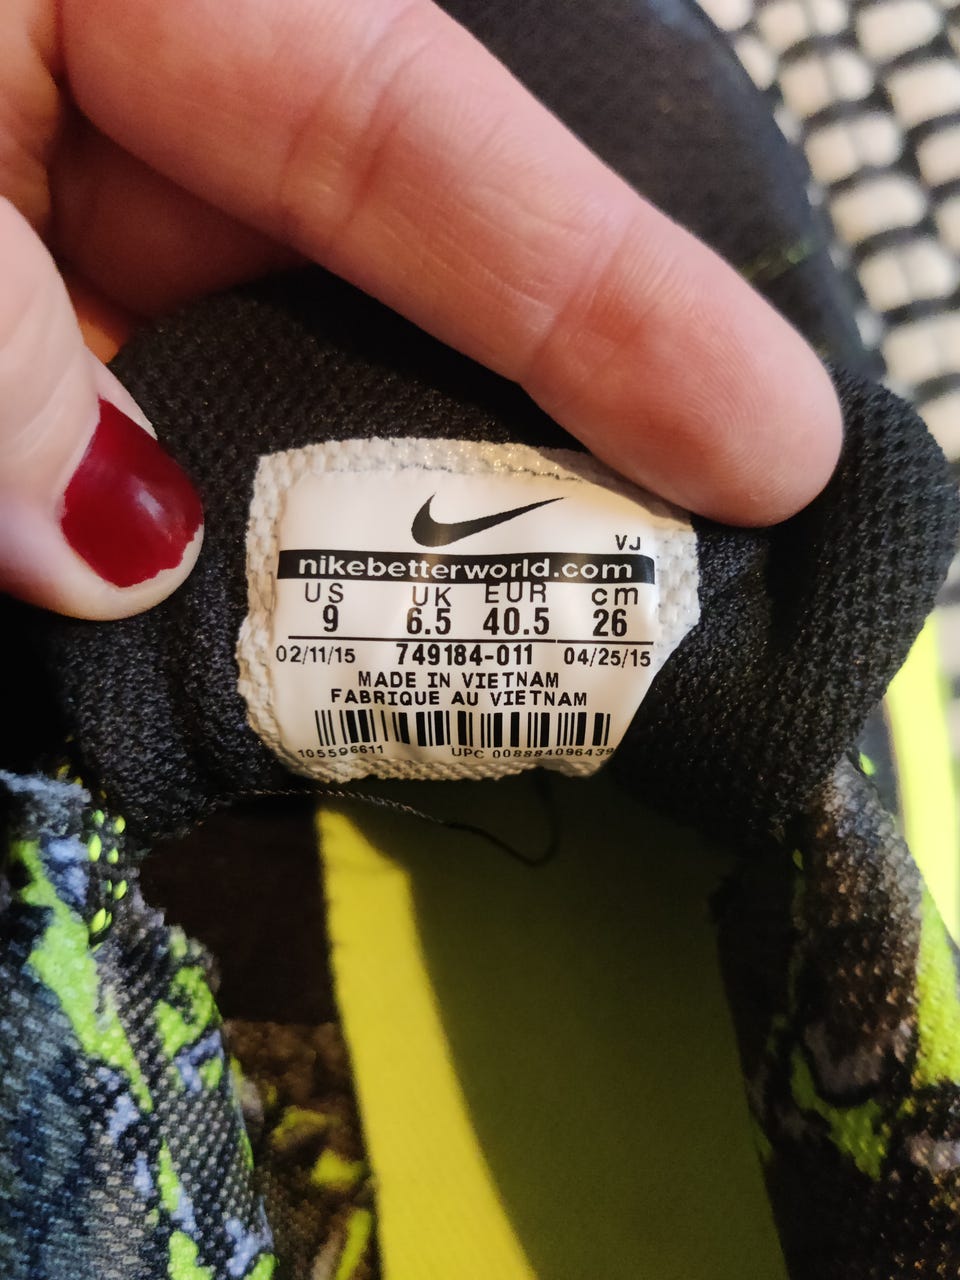 VJ
nikebetterworld.com
US UK EUR cm
9 6.5 40.5 26
02/11/15 749184-011 04/25/15
MADE IN VIETNAM
FABRIQUE AU VIETNAM
105596611 UPC 008884096439